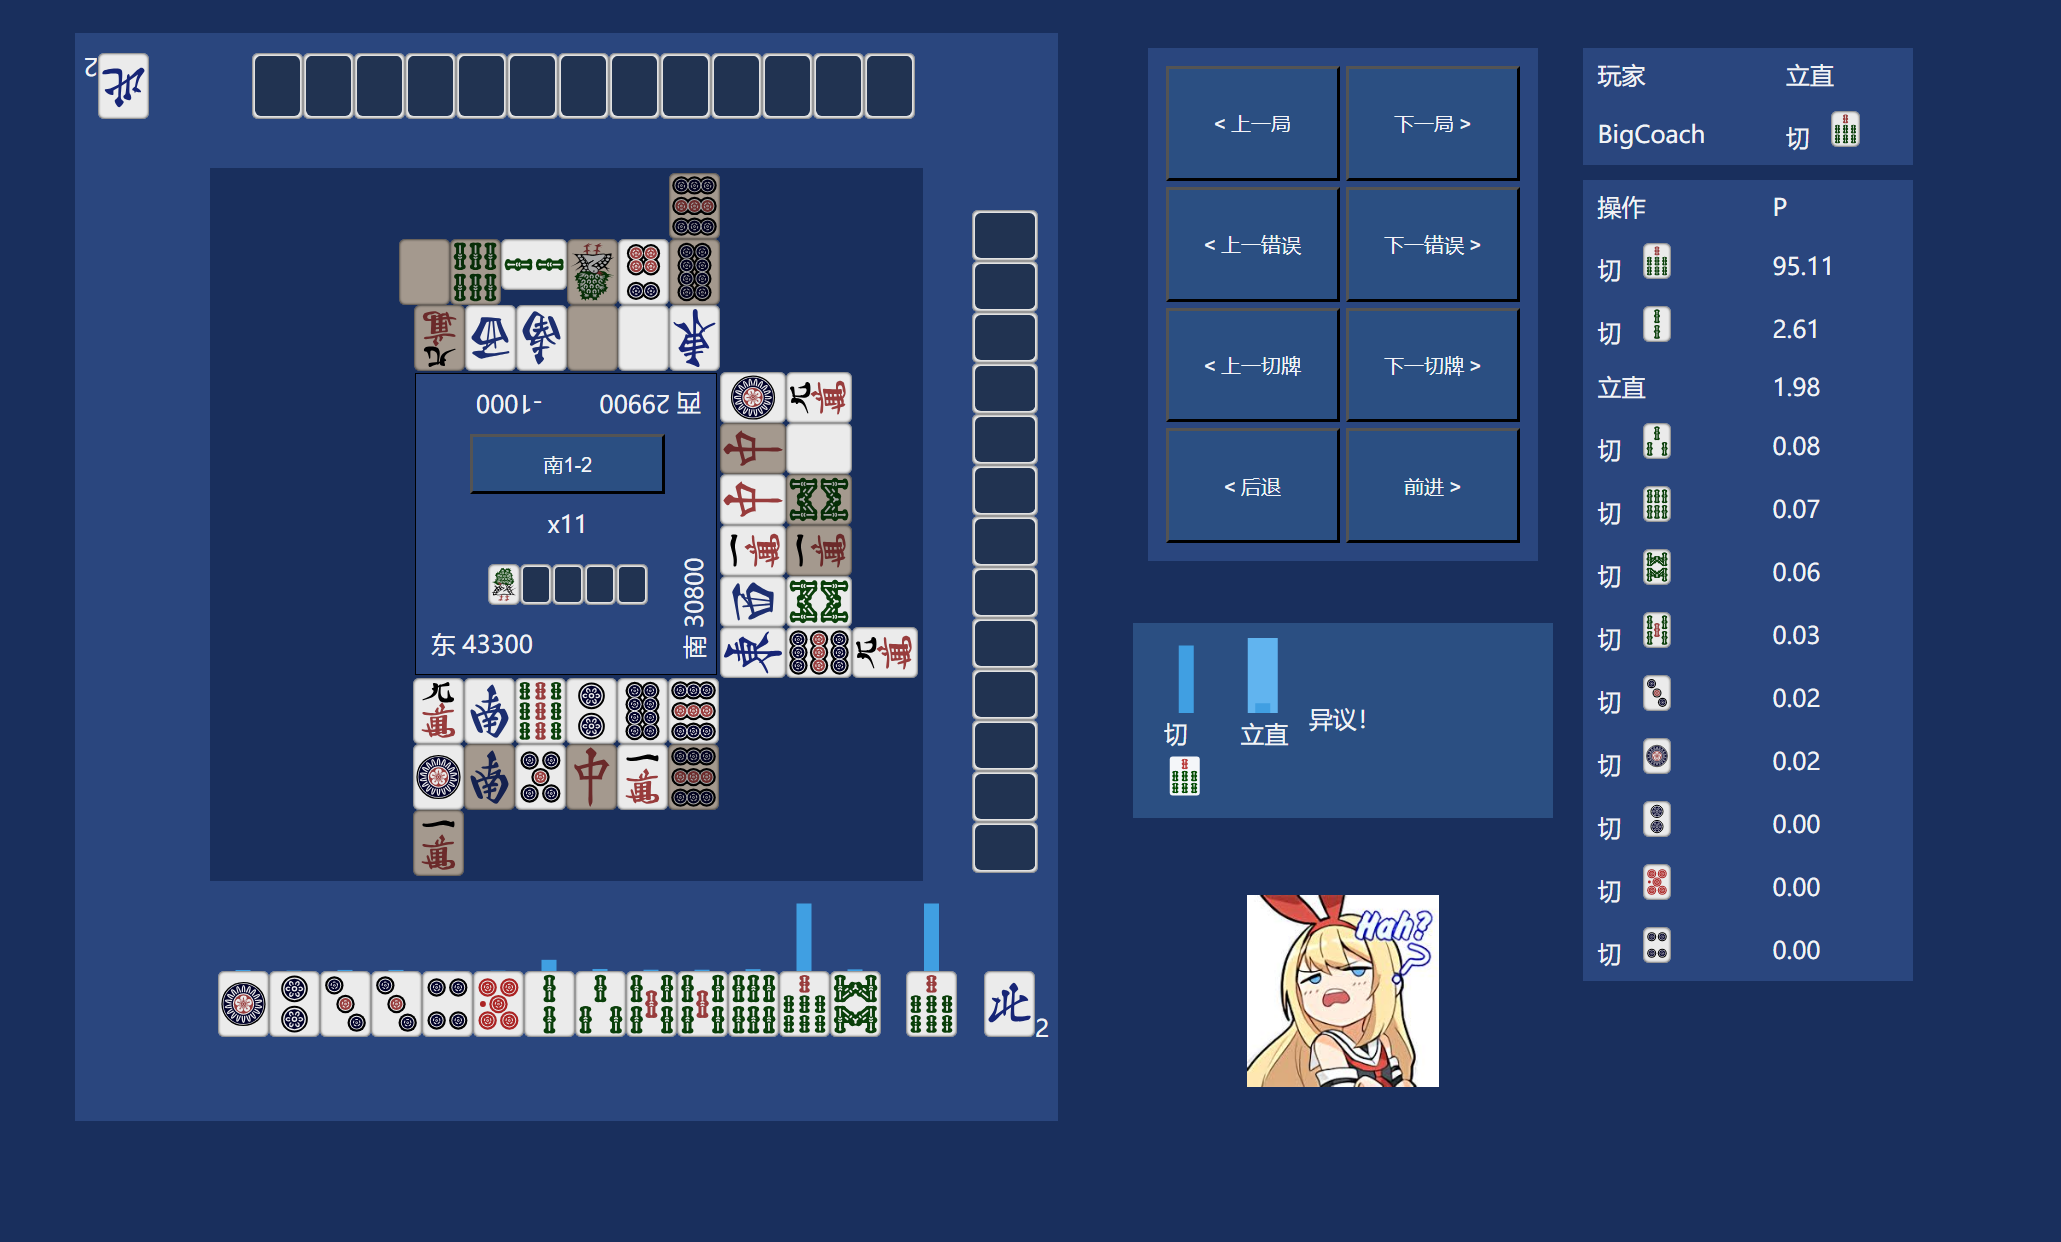 2
-1000
西 29900
南1-2
x11
南 30800
东 43300
2
< 上一局
下一局 >
< 上一错误
下一错误 >
< 上一切牌
下一切牌 >
< 后退
前进 >
切
立直
异议！
Hah?
玩家 立直
BigCoach 切
操作 P
切 95.11
切 2.61
立直 1.98
切 0.08
切 0.07
切 0.06
切 0.03
切 0.02
切 0.02
切 0.00
切 0.00
切 0.00